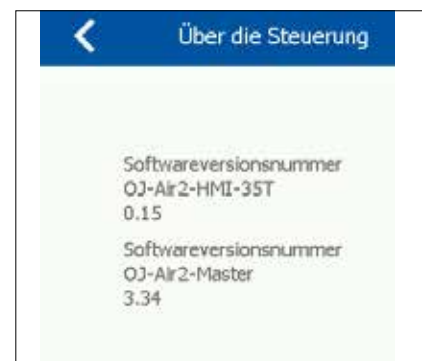 Über die Steuerung
Softwareversionsnummer
OJ-Air2-HMI-35T
0.15
Softwareversionsnummer
OJ-Air2-Master
3.34